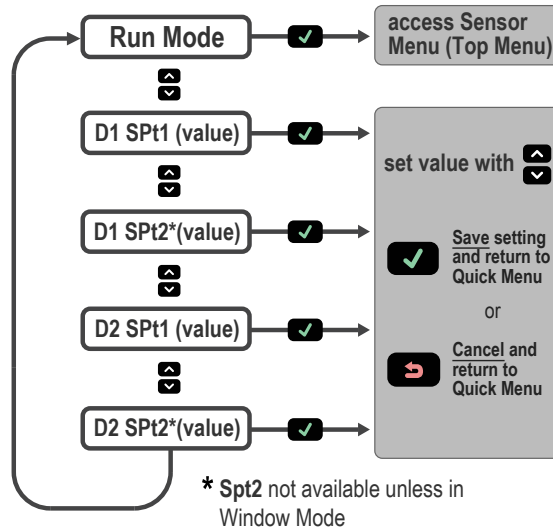 Run Mode
access Sensor
Menu (Top Menu)
D1 SPt1 (value)
set value with
D1 SPt2*(value)
Save setting
and return to
Quick Menu
or
D2 SPt1 (value)
Cancel and
return to
Quick Menu
D2 SPt2*(value)
* Spt2 not available unless in
Window Mode